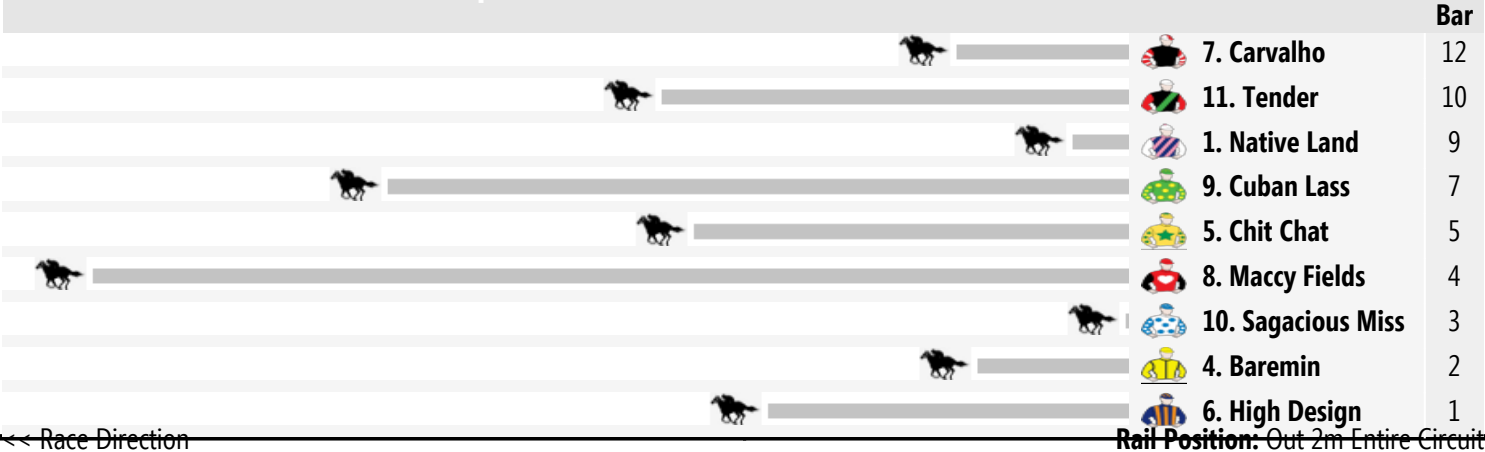 Bar
7. Carvalho 12
11. Tender 10
1. Native Land 9
9. Cuban Lass 7
5. Chit Chat 5
8. Maccy Fields 4
10. Sagacious Miss 3
4. Baremin 2
6. High Design 1
<< Race Direction Rail Position: Out 2m Entire Circuit